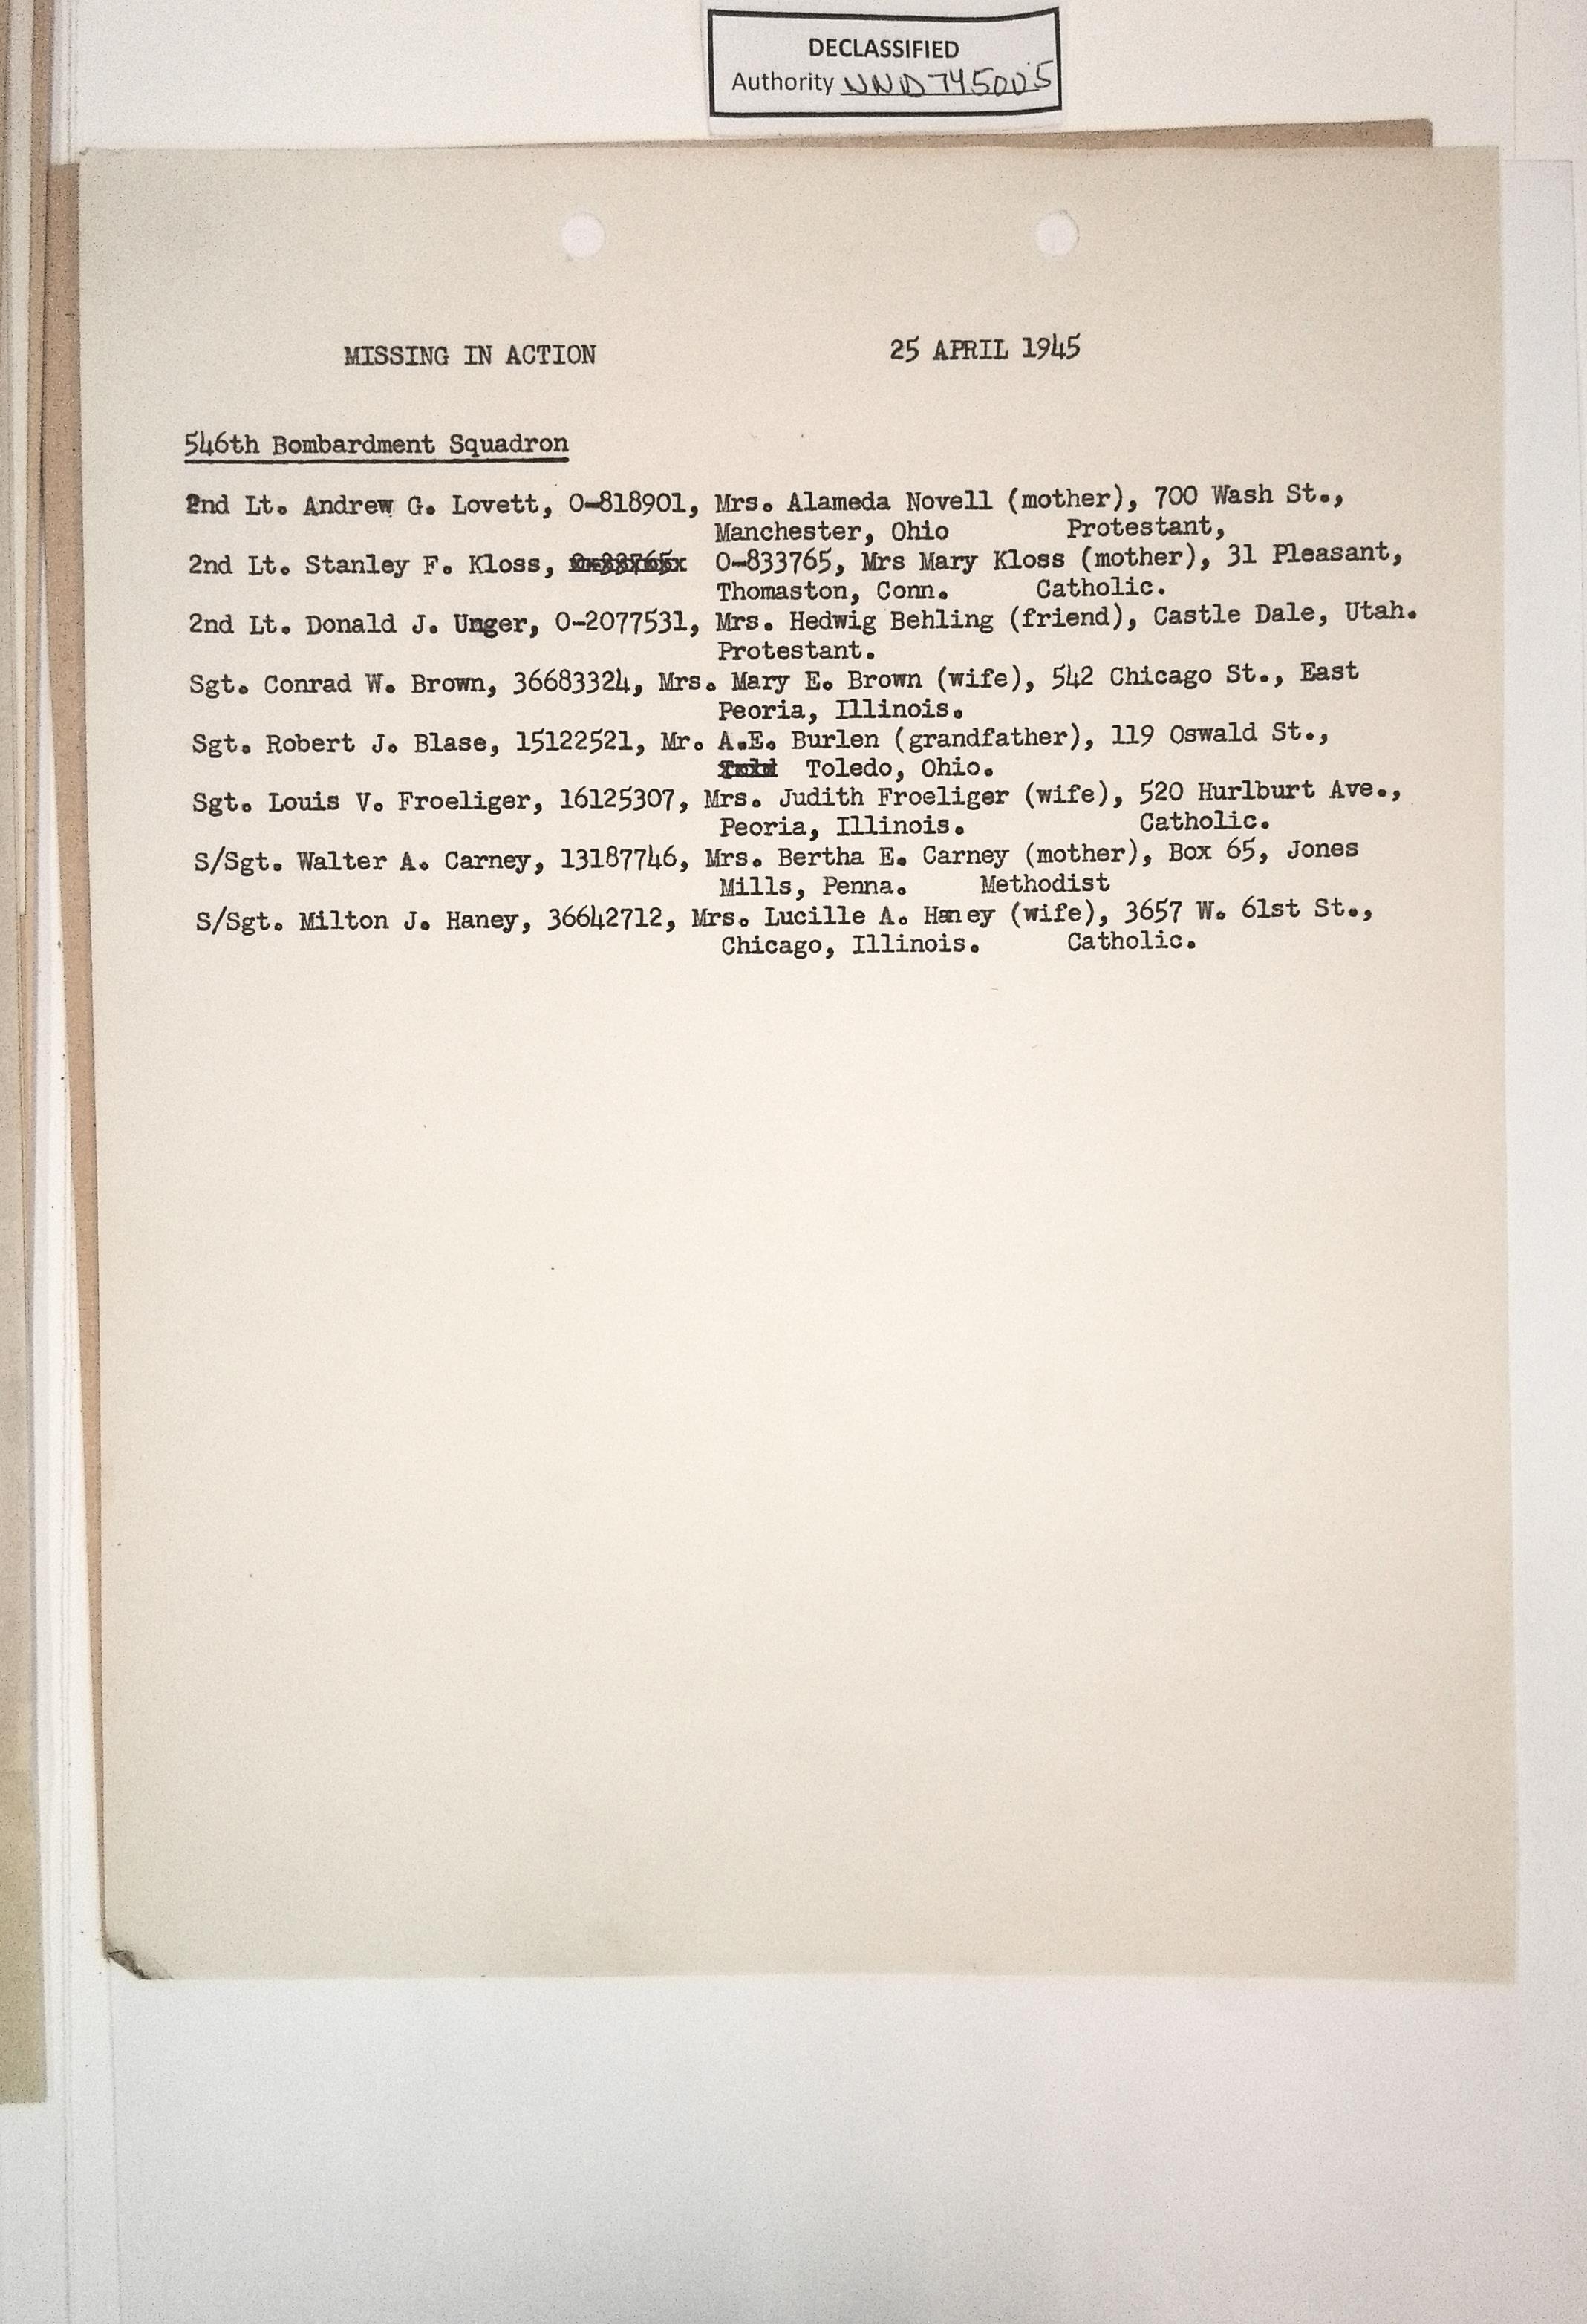 DECLASSIFIED
Authority NND 745005
MISSING IN ACTION 25 APRIL 1945
546th Bombardment Squadron
2nd Lt. Andrew G. Lovett, O-818901, Mrs. Alameda Novell (mother), 700 Wash St.,
Manchester, Ohio Protestant,
2nd Lt. Stanley F. Kloss, O-833765, Mrs Mary Kloss (mother), 31 Pleasant,
Thomaston, Conn. Catholic.
2nd Lt. Donald J. Unger, O-2077531, Mrs. Hedwig Behling (friend), Castle Dale, Utah.
Protestant.
Sgt. Conrad W. Brown, 36683324, Mrs. Mary E. Brown (wife), 542 Chicago St., East
Peoria, Illinois.
Sgt. Robert J. Blase, 15122521, Mr. A.E. Burlen (grandfather), 119 Oswald St.,
Toledo, Ohio.
Sgt. Louis V. Froeliger, 16125307, Mrs. Judith Froeliger (wife), 520 Hurlburt Ave.,
Peoria, Illinois. Catholic.
S/Sgt. Walter A. Carney, 13187746, Mrs. Bertha E. Carney (mother), Box 65, Jones
Mills, Penna. Methodist
S/Sgt. Milton J. Haney, 36642712, Mrs. Lucille A. Haney (wife), 3657 W. 61st St.,
Chicago, Illinois. Catholic.